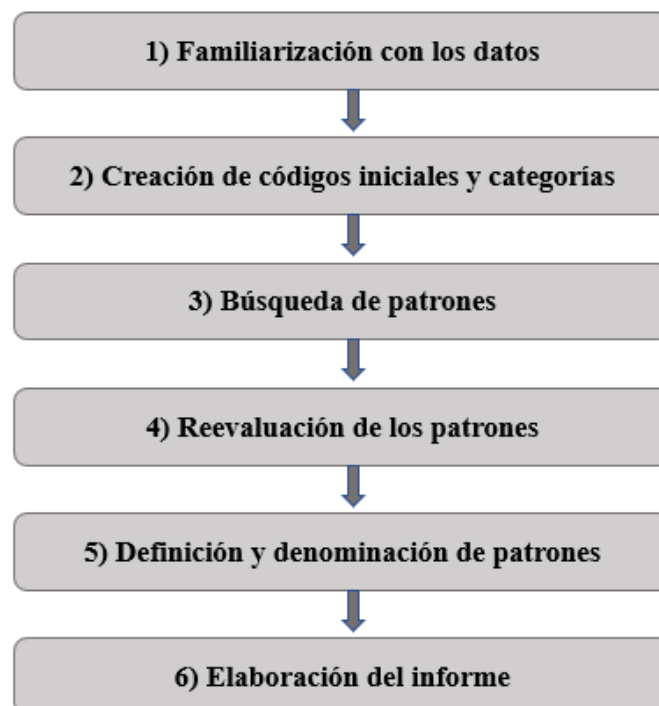 1) Familiarización con los datos
2) Creación de códigos iniciales y categorías
3) Búsqueda de patrones
4) Reevaluación de los patrones
5) Definición y denominación de patrones
6) Elaboración del informe